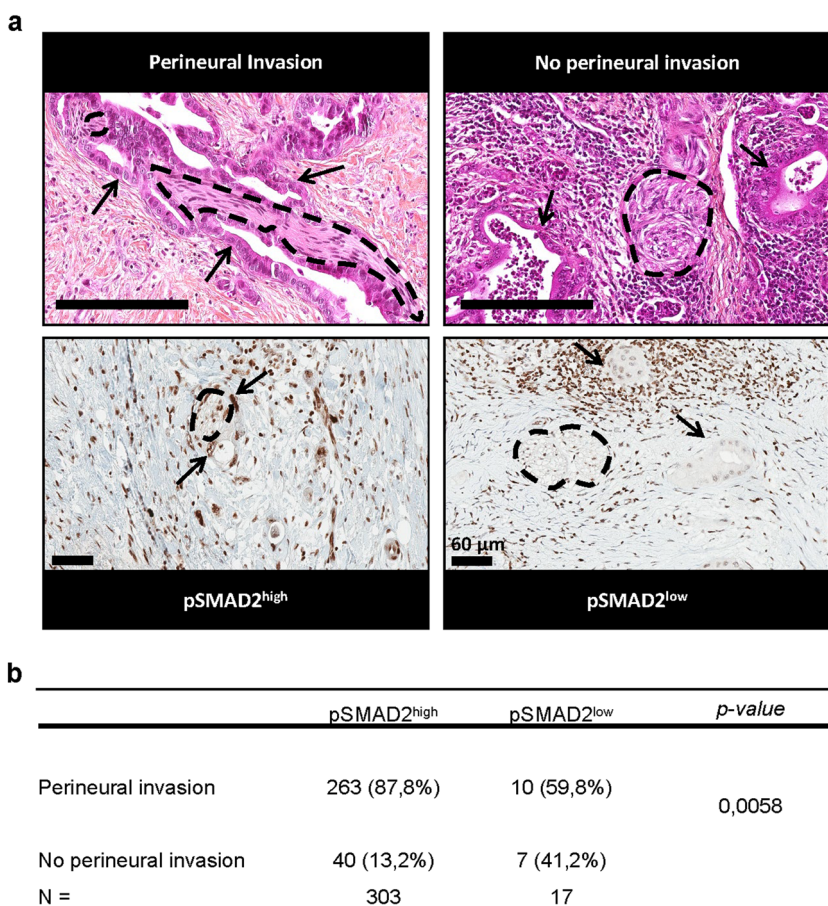 a
Perineural Invasion
No perineural invasion
60 µm
pSMAD2high
pSMAD2low
b
pSMAD2high pSMAD2low p-value
Perineural invasion 263 (87,8%) 10 (59,8%)
0,0058
No perineural invasion 40 (13,2%) 7 (41,2%)
N = 303 17